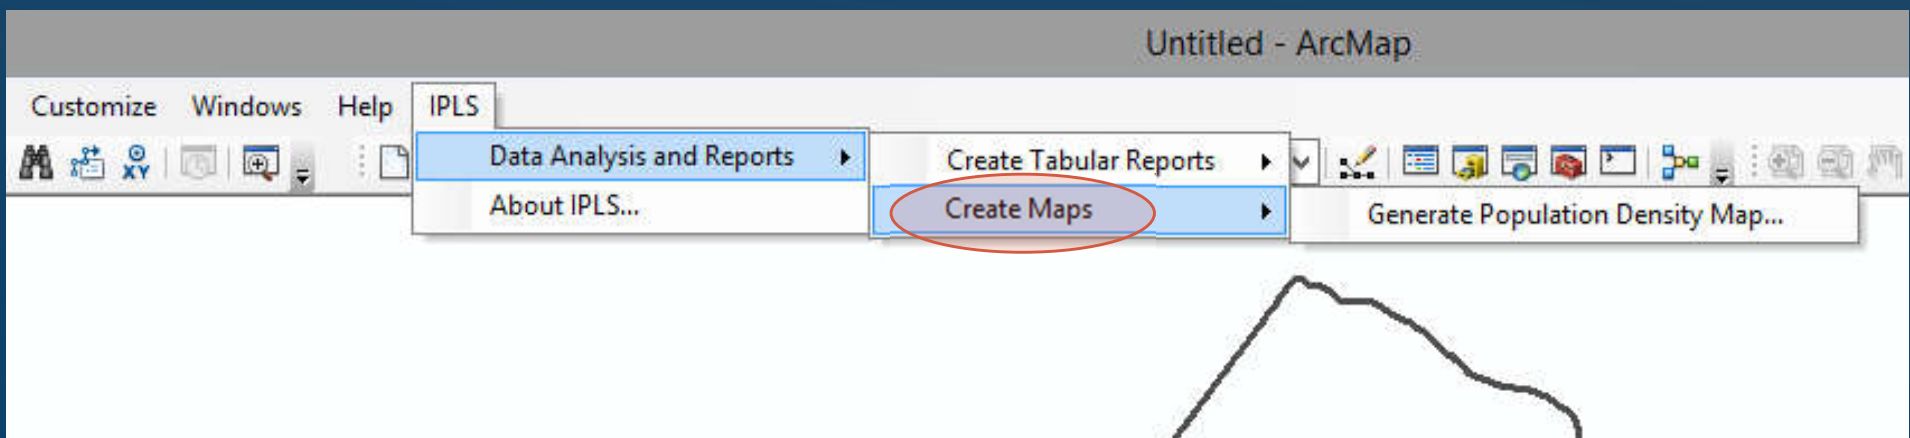 Untitled - ArcMap
Customize Windows Help IPLS
XY
Data Analysis and Reports
Create Tabular Reports
About IPLS...
Create Maps
Generate Population Density Map...